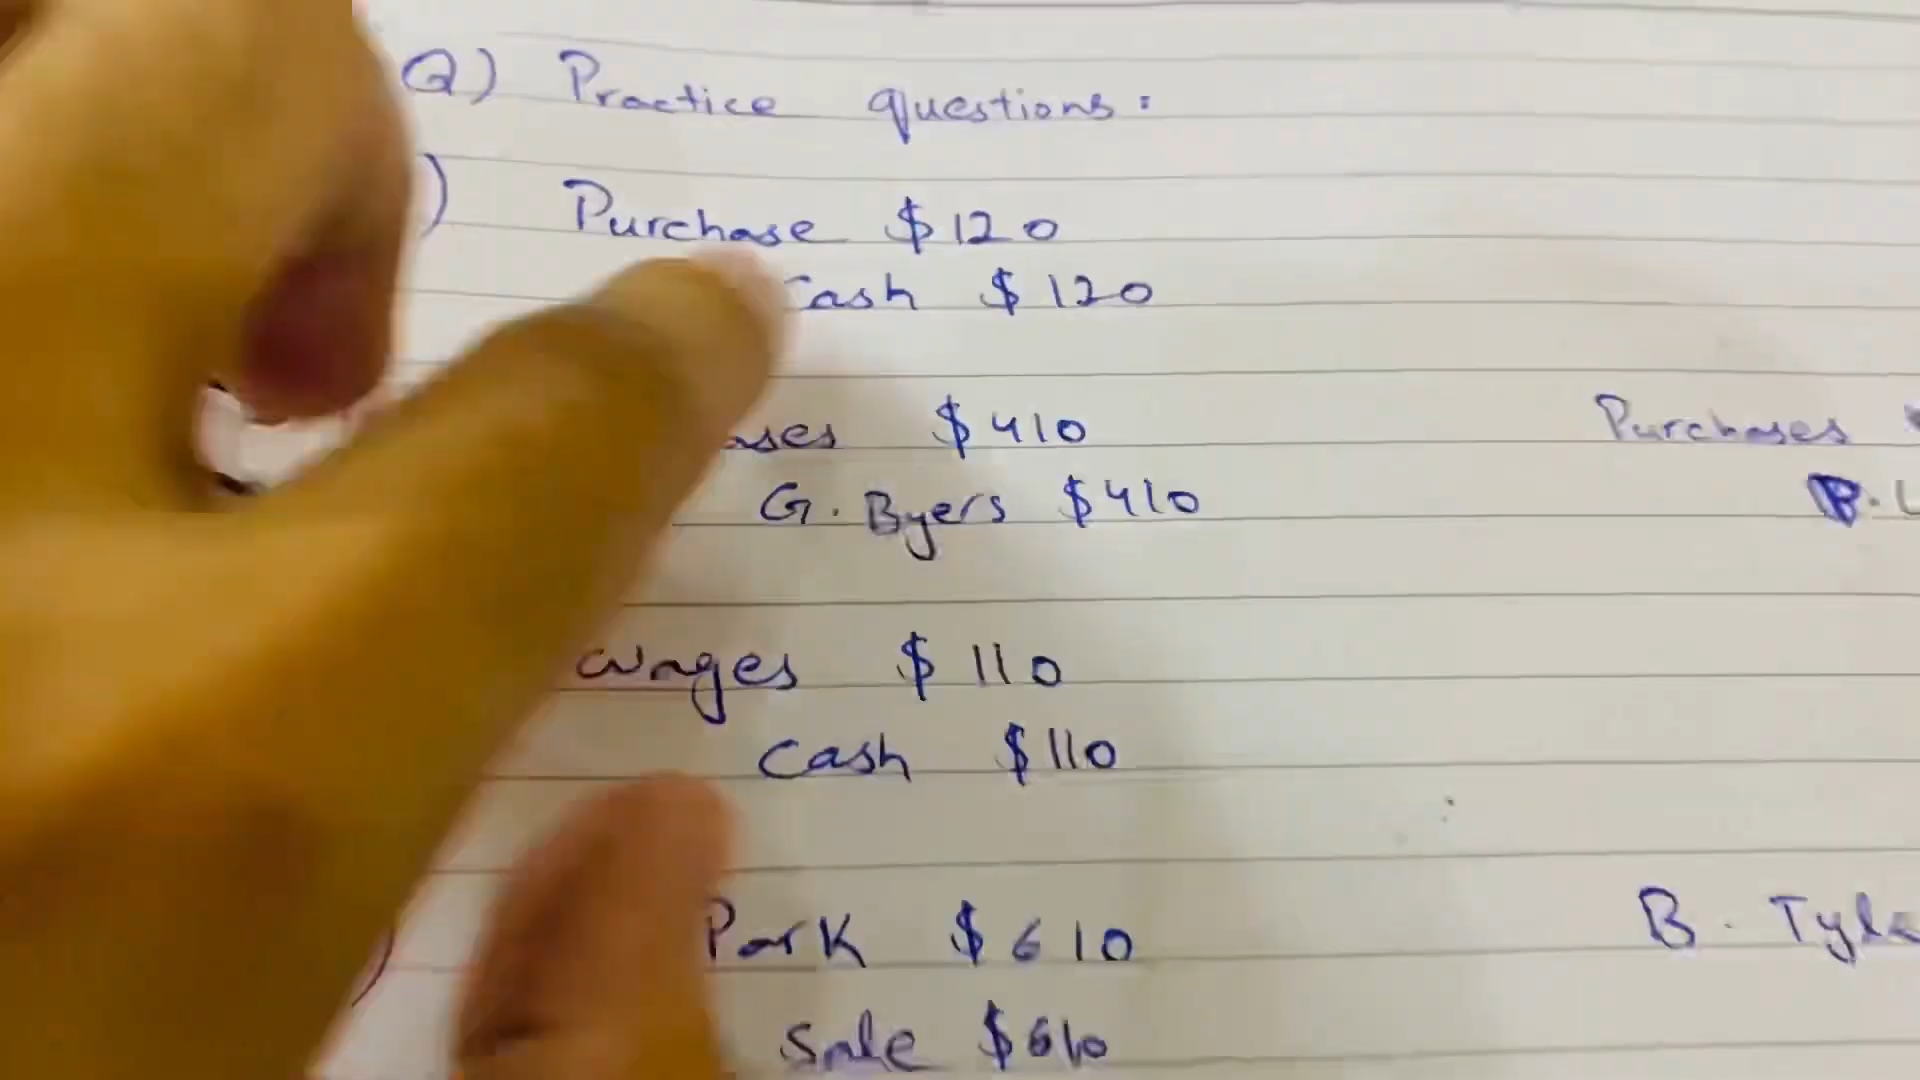 Q) Practice questions:
) Purchase $120
Cash $120
ases $410
G. Byers $410
Purchases
wages $110
Cash $110
Park $610
Sale $610
B. Tyle